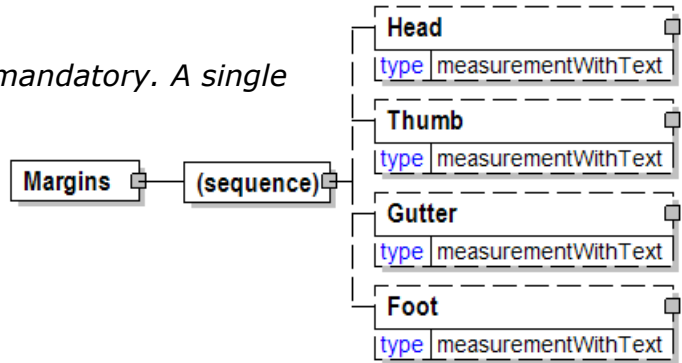 Head
type measurementWithText
mandatory. A single
Thumb
type measurementWithText
Margins (sequence)
Gutter
type measurementWithText
Foot
type measurementWithText